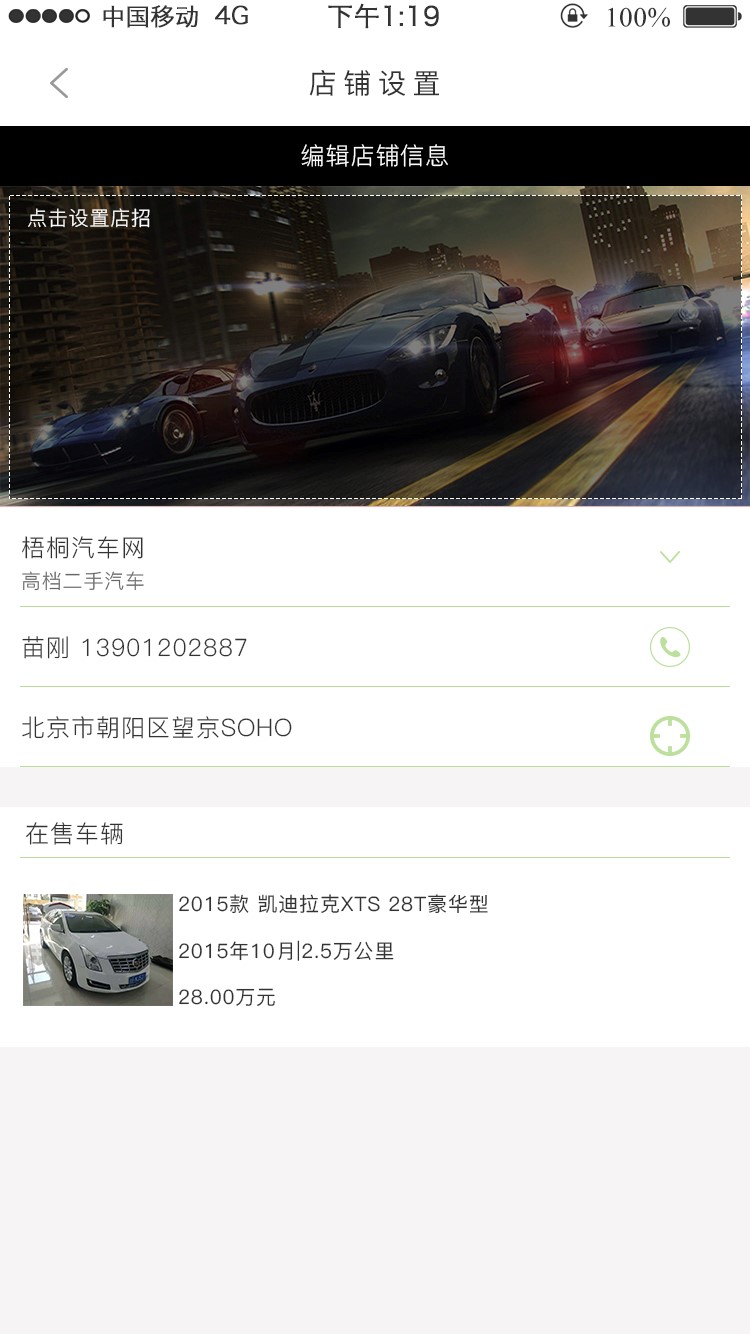 中国移动 4G 下午1:19 100%
店铺设置
编辑店铺信息
点击设置店招
梧桐汽车网
高档二手汽车
苗刚 13901202887
北京市朝阳区望京SOHO
在售车辆
2015款 凯迪拉克XTS 28T豪华型
2015年10月|2.5万公里
28.00万元